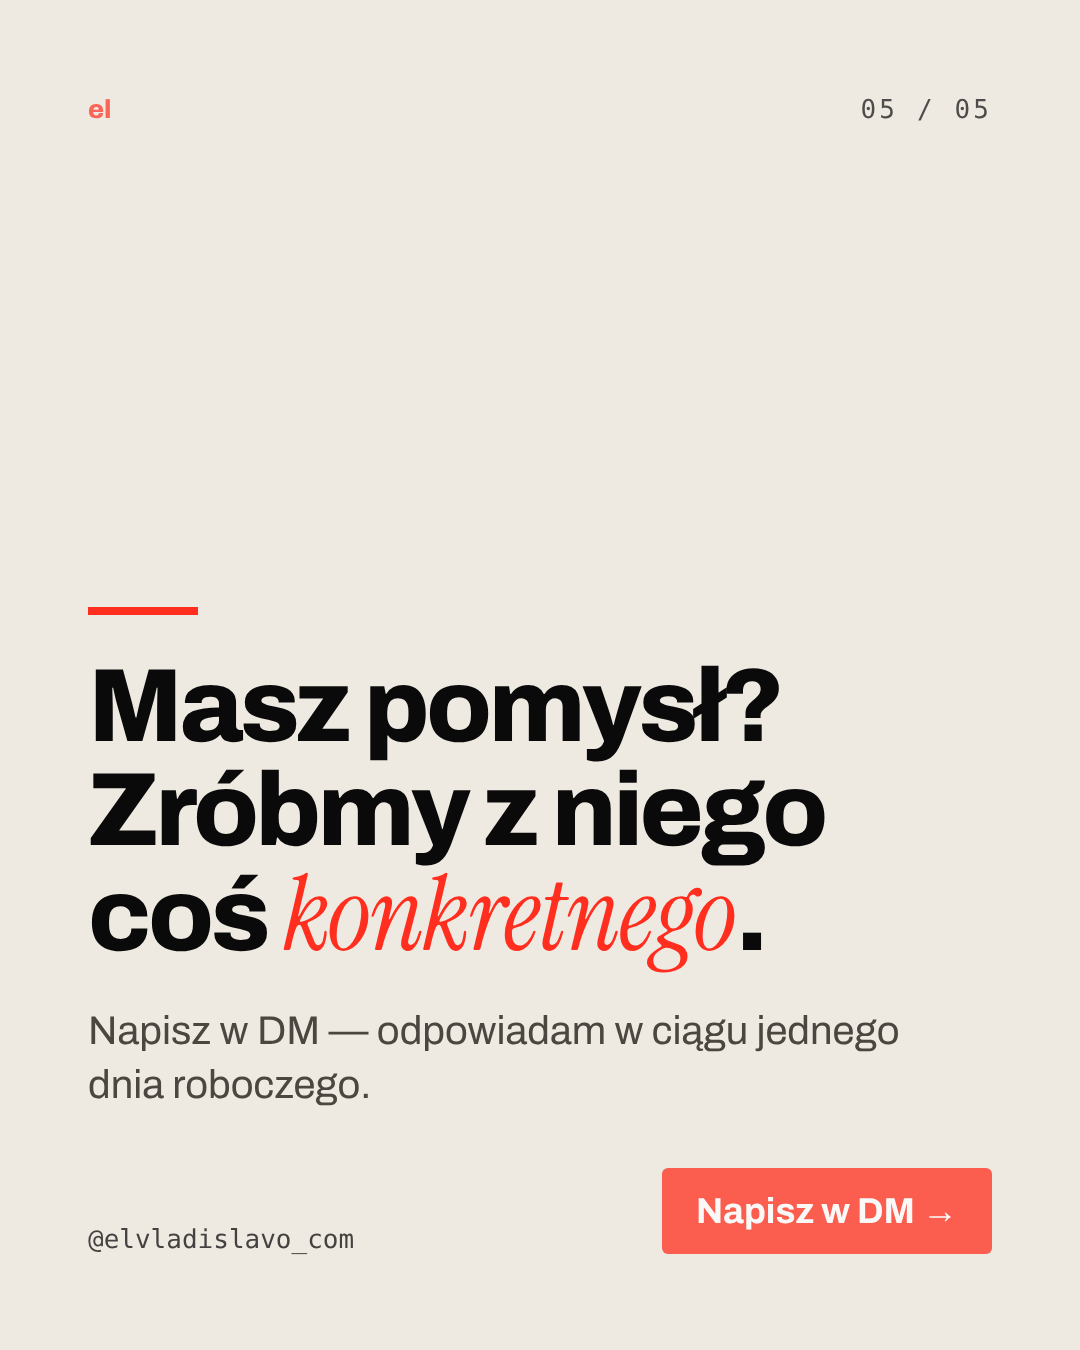 el
05 / 05
Masz pomysł?
Zróbmy z niego
coś konkretnego.
Napisz w DM — odpowiadam w ciągu jednego
dnia roboczego.
Napisz w DM →
@elvladislavo_com